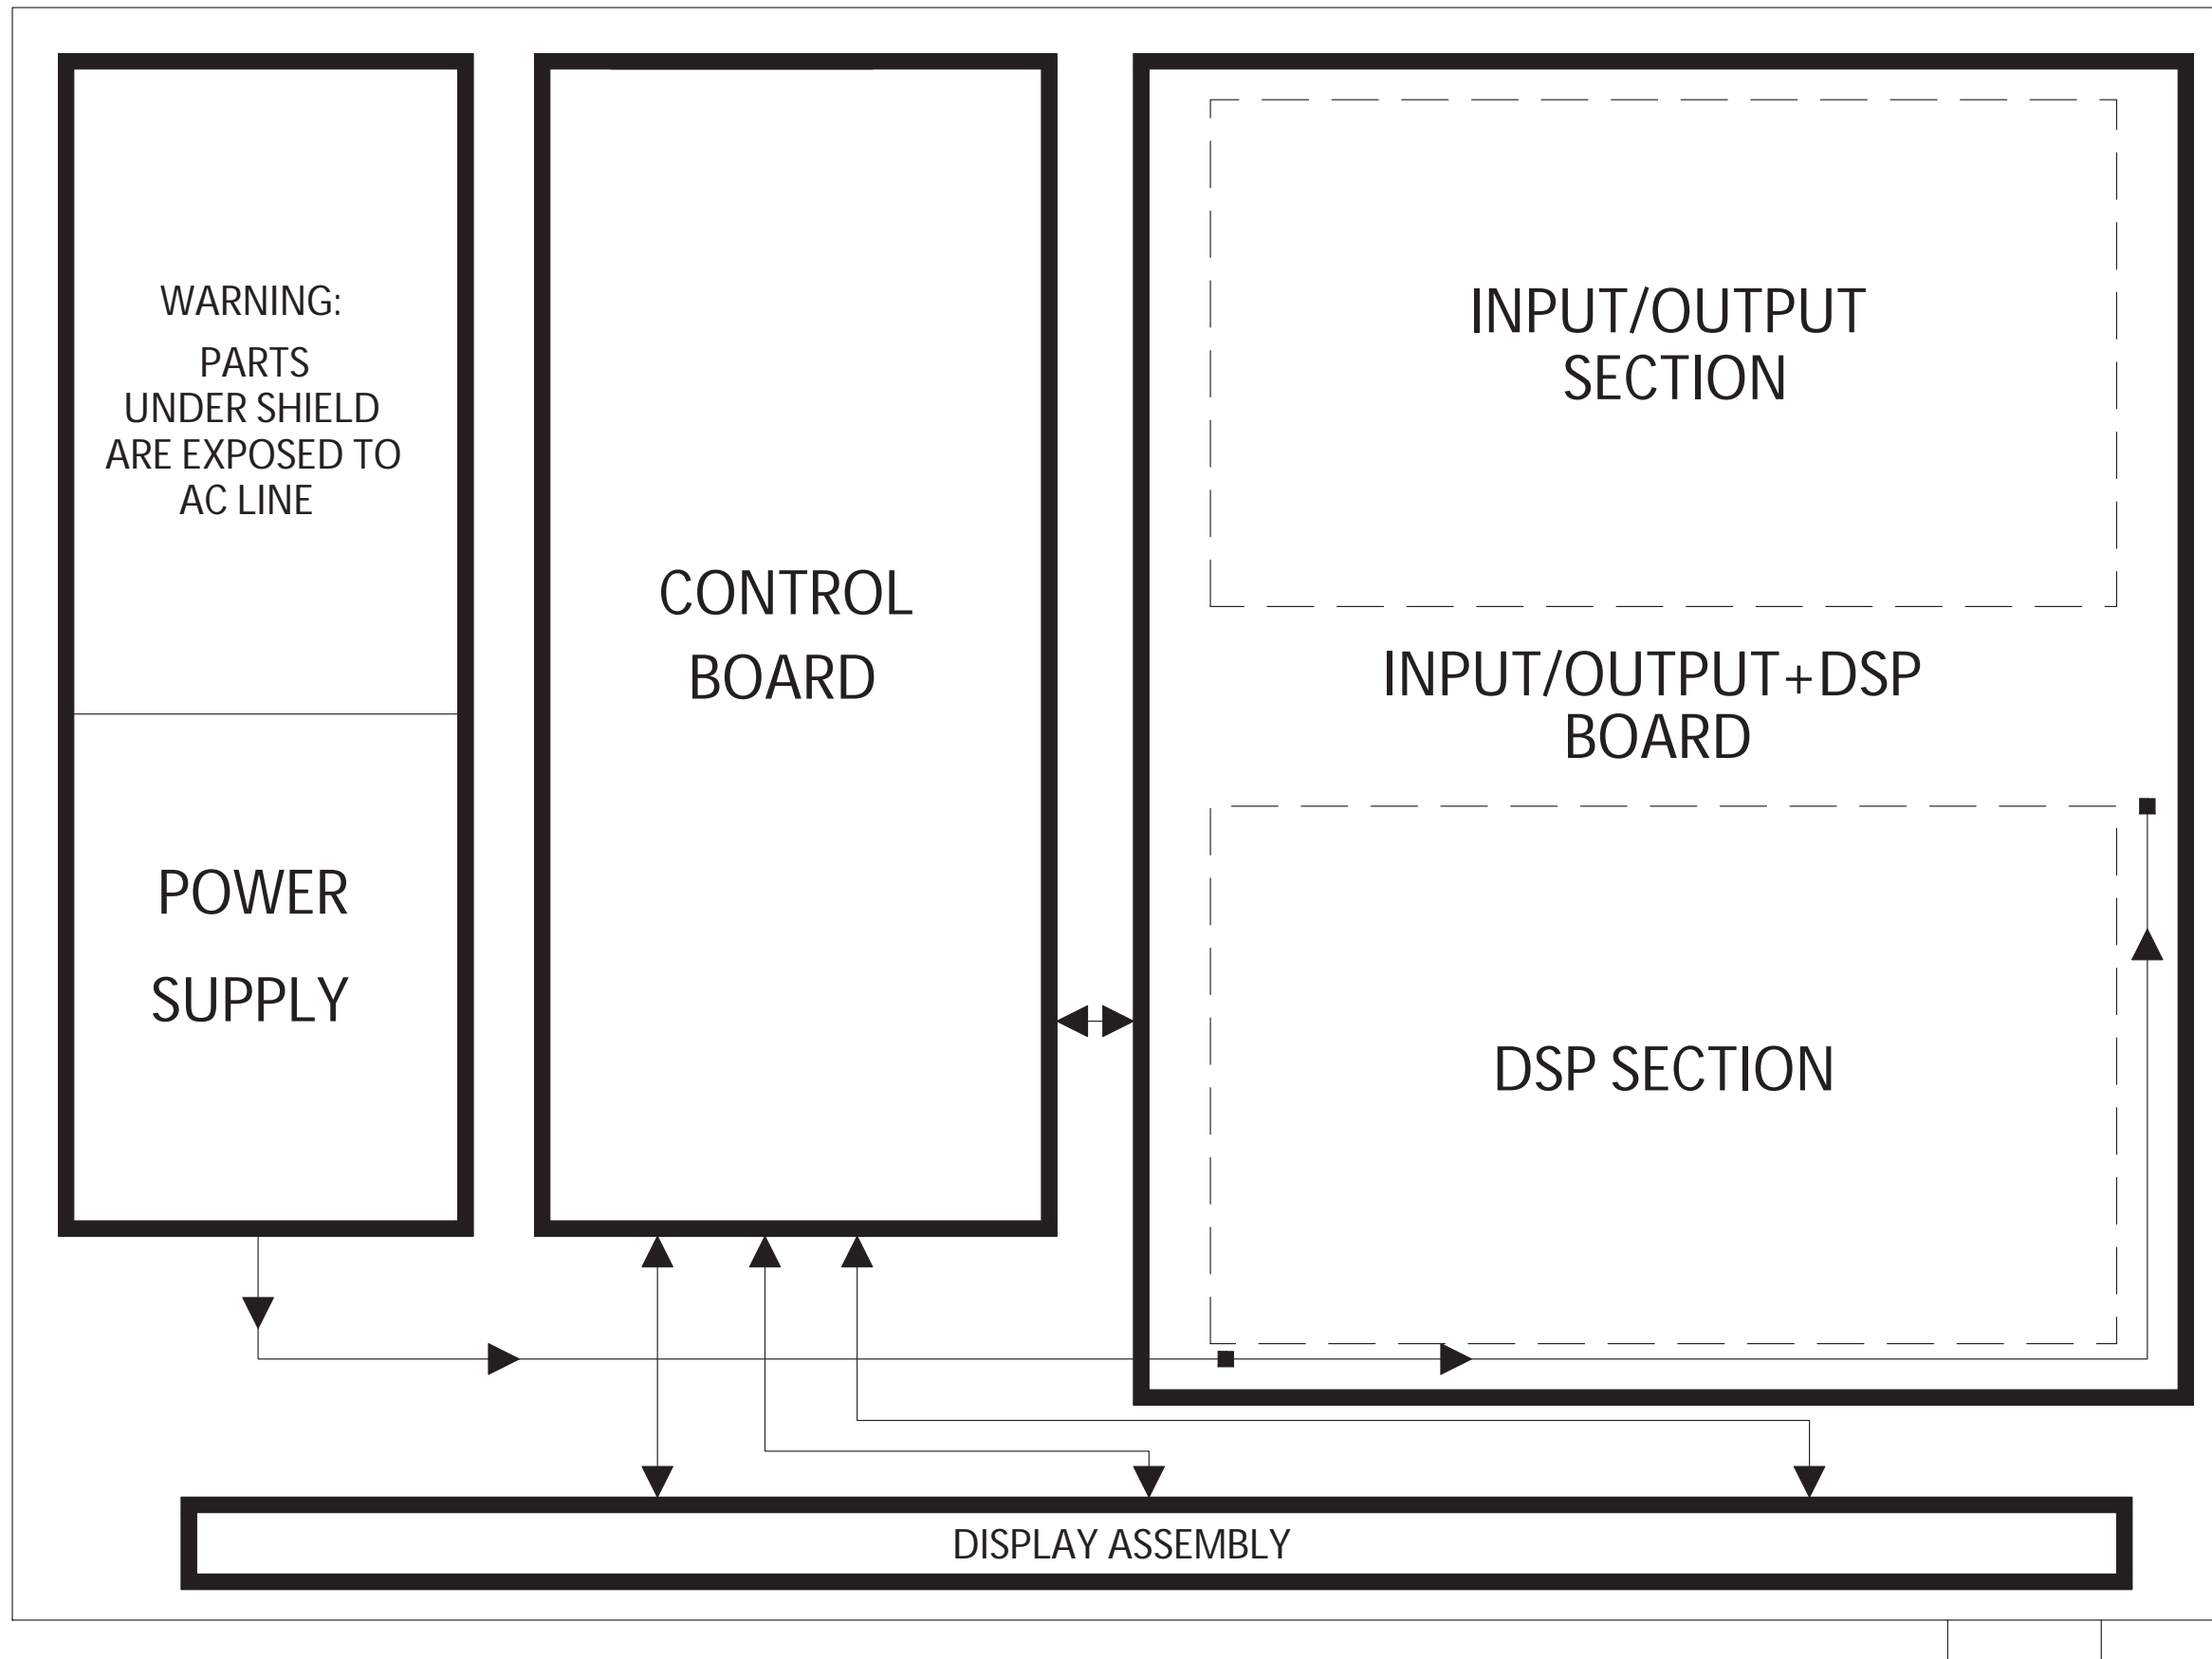 WARNING:
PARTS
UNDER SHIELD
ARE EXPOSED TO
AC LINE
POWER
SUPPLY
CONTROL
BOARD
INPUT/OUTPUT
SECTION
INPUT/OUTPUT+DSP
BOARD
DSP SECTION
DISPLAY ASSEMBLY